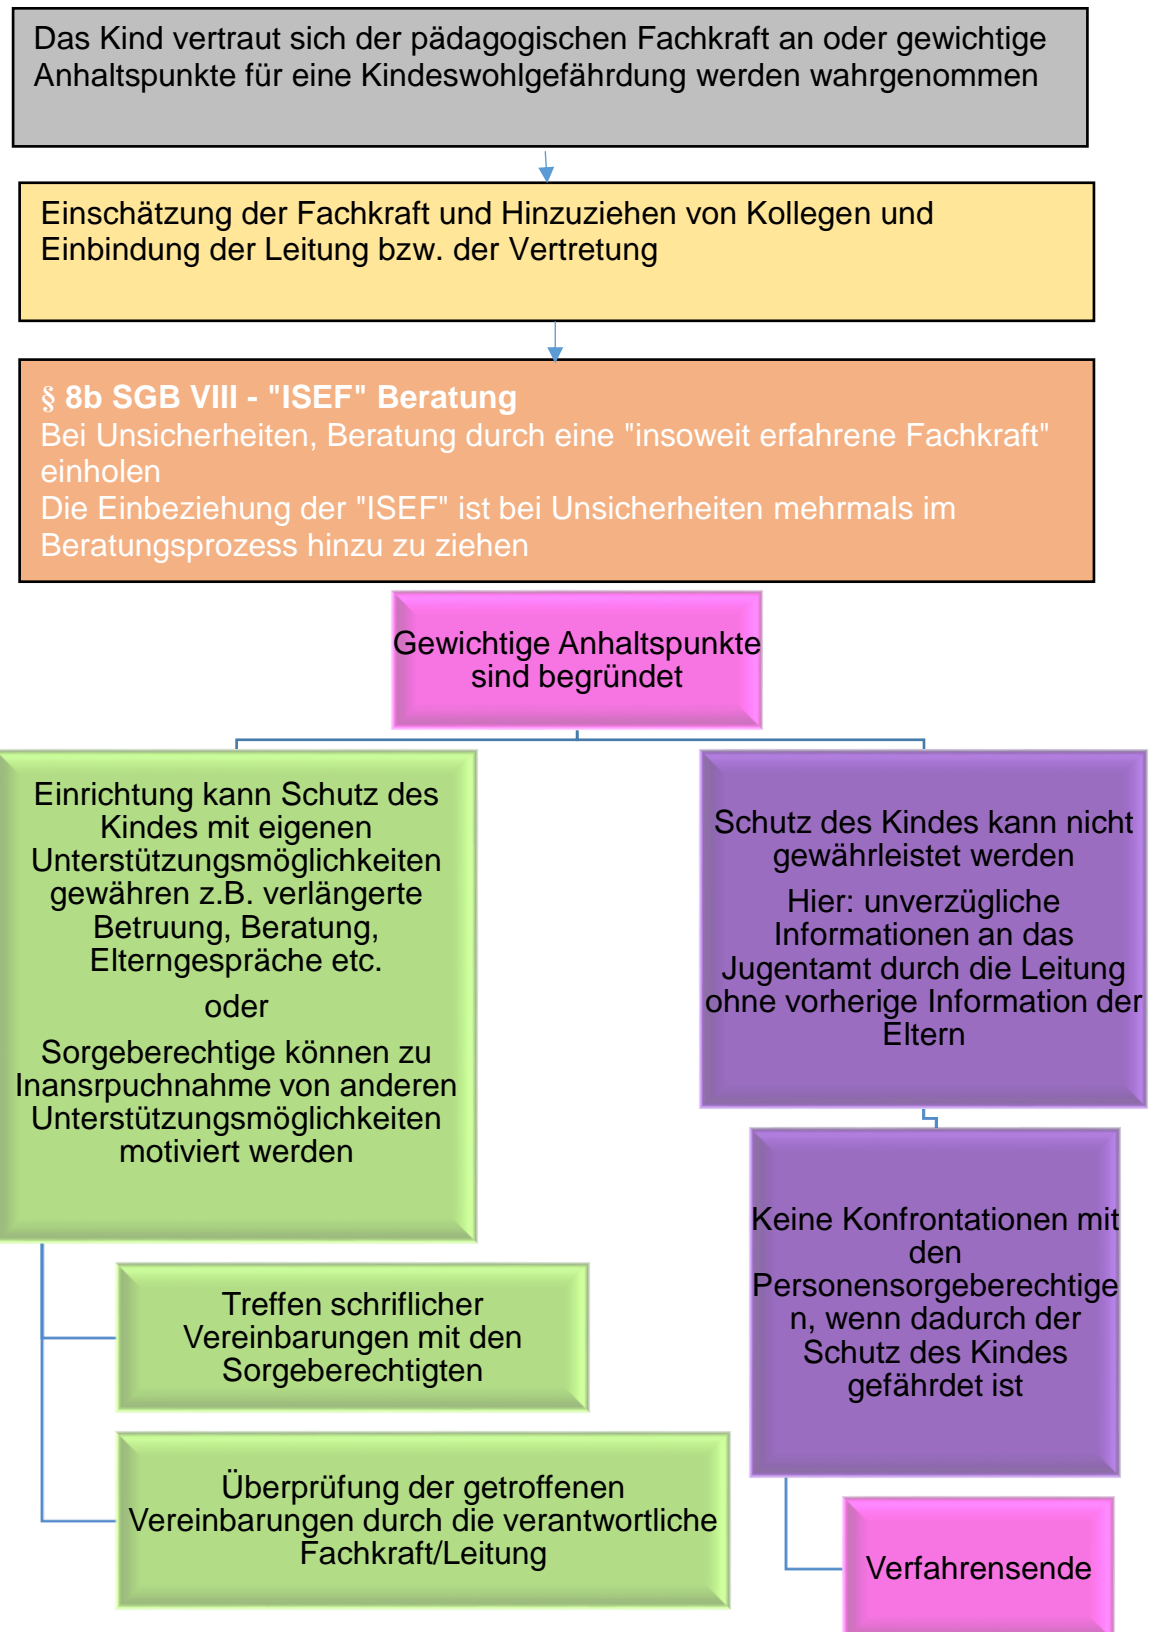 Das Kind vertraut sich der pädagogischen Fachkraft an oder gewichtige
Anhaltspunkte für eine Kindeswohlgefährdung werden wahrgenommen
Einschätzung der Fachkraft und Hinzuziehen von Kollegen und
Einbindung der Leitung bzw. der Vertretung
§ 8b SGB VIII - "ISEF" Beratung
Bei Unsicherheiten, Beratung durch eine "insoweit erfahrene Fachkraft"
einholen
Die Einbeziehung der "ISEF" ist bei Unsicherheiten mehrmals im
Beratungsprozess hinzu zu ziehen
Gewichtige Anhaltspunkte
sind begründet
Einrichtung kann Schutz des
Kindes mit eigenen
Unterstützungsmöglichkeiten
gewähren z.B. verlängerte
Betruung, Beratung,
Elterngespräche etc.
oder
Sorgeberechtige können zu
Inansrpuchnahme von anderen
Unterstützungsmöglichkeiten
motiviert werden
Treffen schriflicher
Vereinbarungen mit den
Sorgeberechtigten
Überprüfung der getroffenen
Vereinbarungen durch die verantwortliche
Fachkraft/Leitung
Schutz des Kindes kann nicht
gewährleistet werden
Hier: unverzügliche
Informationen an das
Jugentamt durch die Leitung
ohne vorherige Information der
Eltern
Keine Konfrontationen mit
den
Personensorgeberechtige
n, wenn dadurch der
Schutz des Kindes
gefährdet ist
Verfahrensende